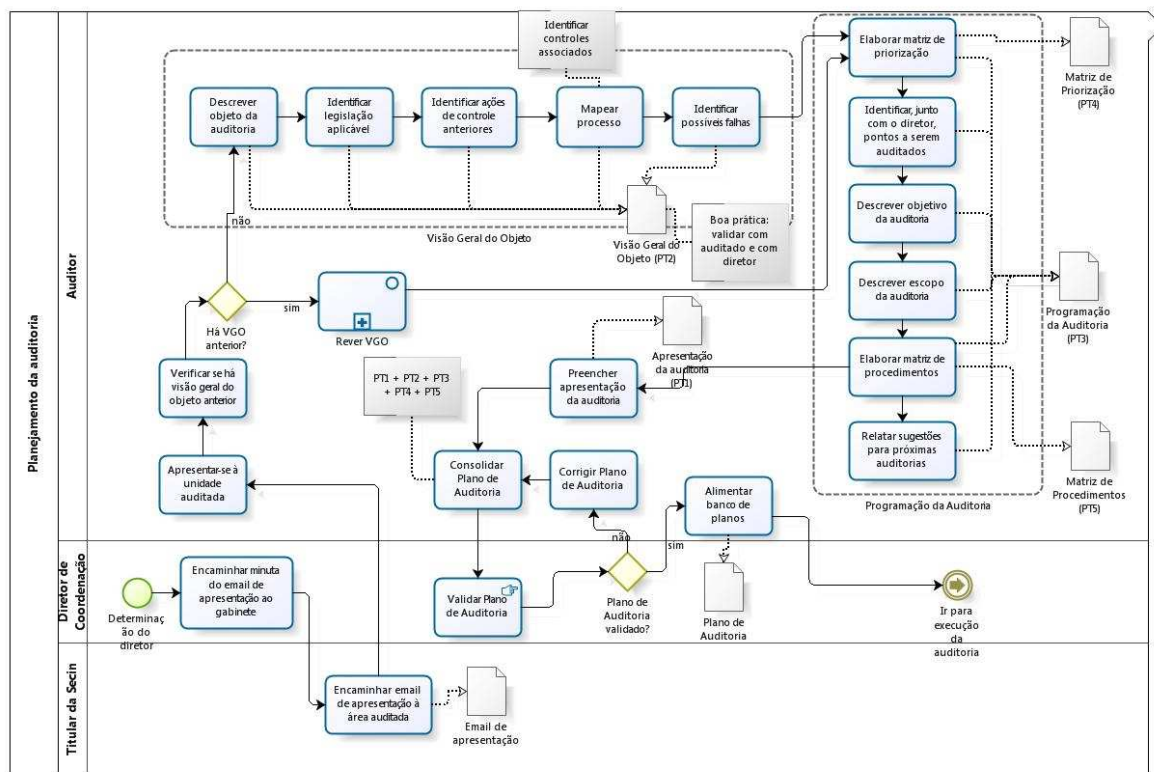 Planejamento da auditoria
Auditor
Identificar
controles
associados
Descrever
objeto da
auditoria
Identificar
legislação
aplicável
Identificar ações
de controle
anteriores
Mapear
processo
Identificar
possíveis falhas
Visão Geral do Objeto
Visão Geral do
Objeto (PT2)
Boa prática:
validar com
auditado e com
diretor
Elaborar matriz de
priorização
Matriz de
Priorização
(PT4)
Identificar, junto
com o diretor,
pontos a serem
auditados
Descrever objetivo
da auditoria
Descrever escopo
da auditoria
Programação
da Auditoria
(PT3)
Elaborar matriz de
procedimentos
Relatar sugestões
para próximas
auditorias
Matriz de
Procedimentos
(PT5)
Programação da Auditoria
não
Há VGO
anterior?
sim
Rever VGO
Verificar se há
visão geral do
objeto anterior
Apresentar-se à
unidade
auditada
PT1 + PT2 + PT3
+ PT4 + PT5
Preencher
apresentação
da auditoria
Apresentação
da auditoria
(PT1)
Consolidar
Plano de
Auditoria
Corrigir Plano
de Auditoria
Alimentar
banco de
planos
não
sim
Diretor de
Coordenação
Determinaç
ão do
diretor
Encaminhar minuta
do email de
apresentação ao
gabinete
Validar Plano
de Auditoria
Plano de
Auditoria
validado?
Plano de
Auditoria
Ir para
execução
da
auditoria
Titular da Secin
Encaminhar email
de apresentação à
área auditada
Email de
apresentação